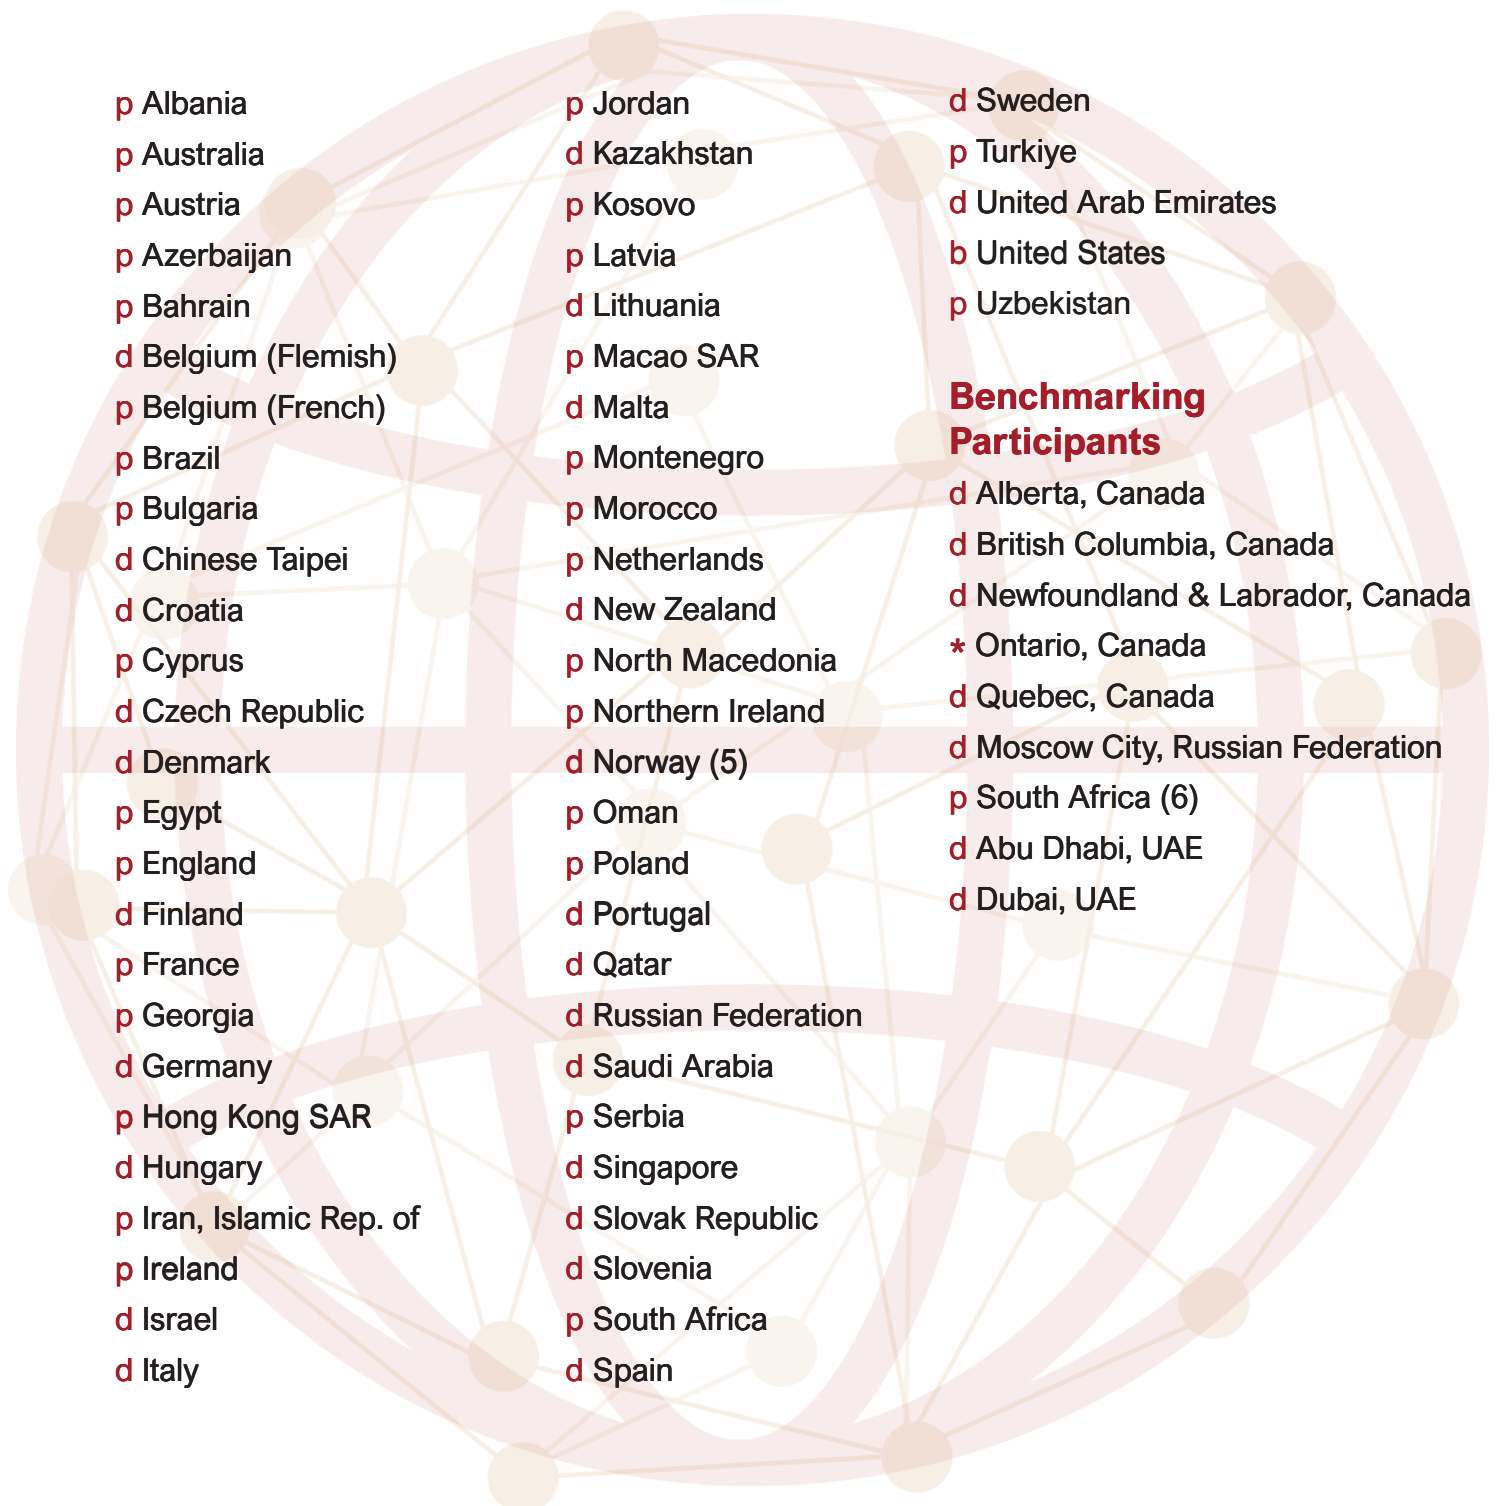 p Albania
p Australia
p Austria
p Azerbaijan
p Bahrain
d Belgium (Flemish)
p Belgium (French)
p Brazil
p Bulgaria
d Chinese Taipei
d Croatia
p Cyprus
d Czech Republic
d Denmark
p Egypt
p England
d Finland
p France
p Georgia
d Germany
p Hong Kong SAR
d Hungary
p Iran, Islamic Rep. of
p Ireland
d Israel
d Italy
p Jordan
d Kazakhstan
p Kosovo
p Latvia
d Lithuania
p Macao SAR
d Malta
p Montenegro
p Morocco
p Netherlands
d New Zealand
p North Macedonia
p Northern Ireland
d Norway (5)
p Oman
p Poland
d Portugal
d Qatar
d Russian Federation
d Saudi Arabia
p Serbia
d Singapore
d Slovak Republic
d Slovenia
p South Africa
d Spain
d Sweden
p Turkiye
d United Arab Emirates
b United States
p Uzbekistan
Benchmarking
Participants
d Alberta, Canada
d British Columbia, Canada
d Newfoundland & Labrador, Canada
* Ontario, Canada
d Quebec, Canada
d Moscow City, Russian Federation
p South Africa (6)
d Abu Dhabi, UAE
d Dubai, UAE